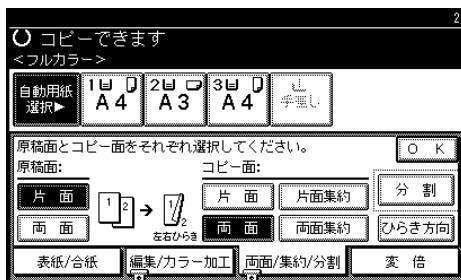 2
コピーできます
<フルカラー>
自動用紙選択▶ 1 A4 2 A3 3 A4 手差し
原稿面とコピー面をそれぞれ選択してください。 OK
原稿面: コピー面:
片面 1 2 → 1 2 片面 片面集約 分割
両面 左右ひらき 両面 両面集約 ひらき方向
表紙/合紙 編集/カラー加工 両面/集約/分割 変倍